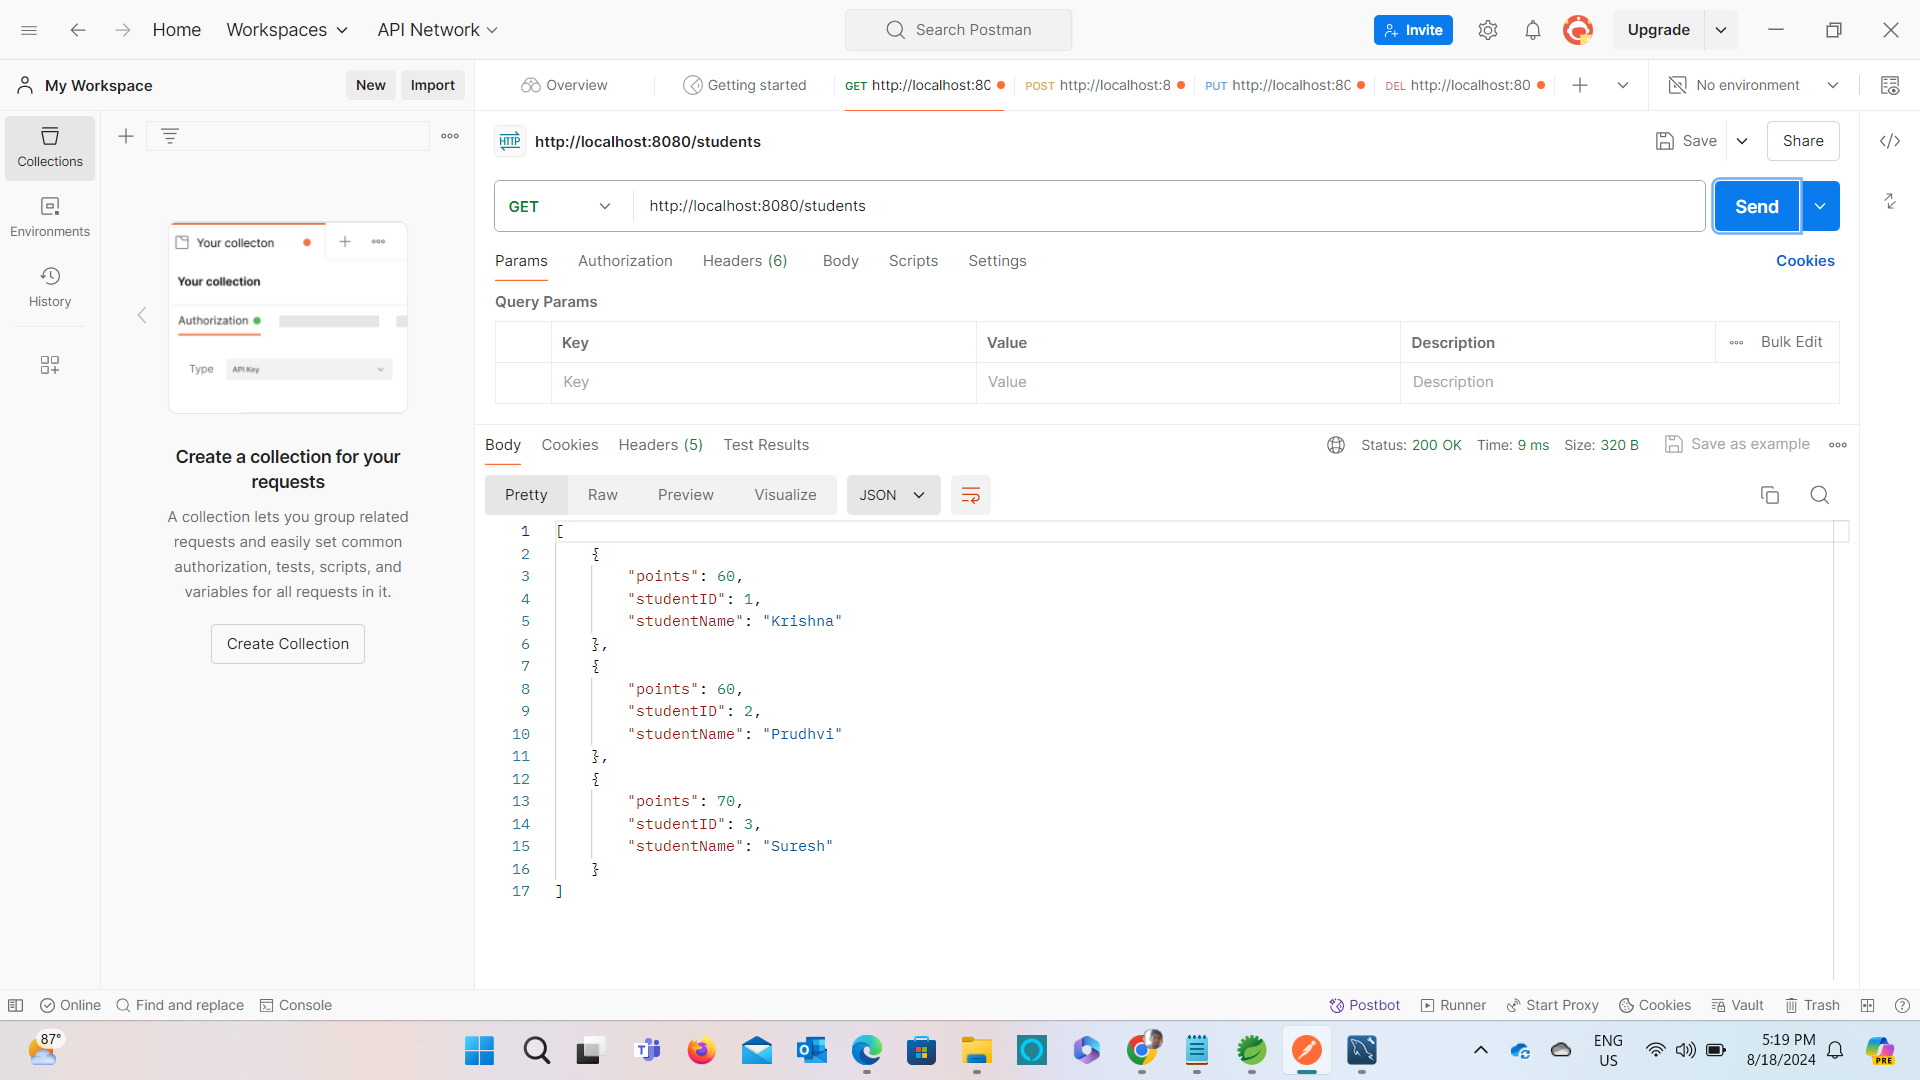 Home Workspaces API Network Search Postman Invite Upgrade
My Workspace New Import Overview Getting started GET http://localhost:80 POST http://localhost:8 PUT http://localhost:80 DEL http://localhost:80 No environment
Collections
Environments
History
Your collecton
Your collection
Authorization
Type API Key
Create a collection for your
requests
A collection lets you group related
requests and easily set common
authorization, tests, scripts, and
variables for all requests in it.
Create Collection
HTTP http://localhost:8080/students Save Share
GET http://localhost:8080/students Send
Params Authorization Headers (6) Body Scripts Settings Cookies
Query Params
Key Value Description Bulk Edit
Key Value Description
Body Cookies Headers (5) Test Results Status: 200 OK Time: 9 ms Size: 320 B Save as example
Pretty Raw Preview Visualize JSON
1 [
2 {
3 "points": 60,
4 "studentID": 1,
5 "studentName": "Krishna"
6 },
7 {
8 "points": 60,
9 "studentID": 2,
10 "studentName": "Prudhvi"
11 },
12 {
13 "points": 70,
14 "studentID": 3,
15 "studentName": "Suresh"
16 }
17 ]
Online Find and replace Console Postbot Runner Start Proxy Cookies Vault Trash
87° ENG 5:19 PM
US 8/18/2024 PRE